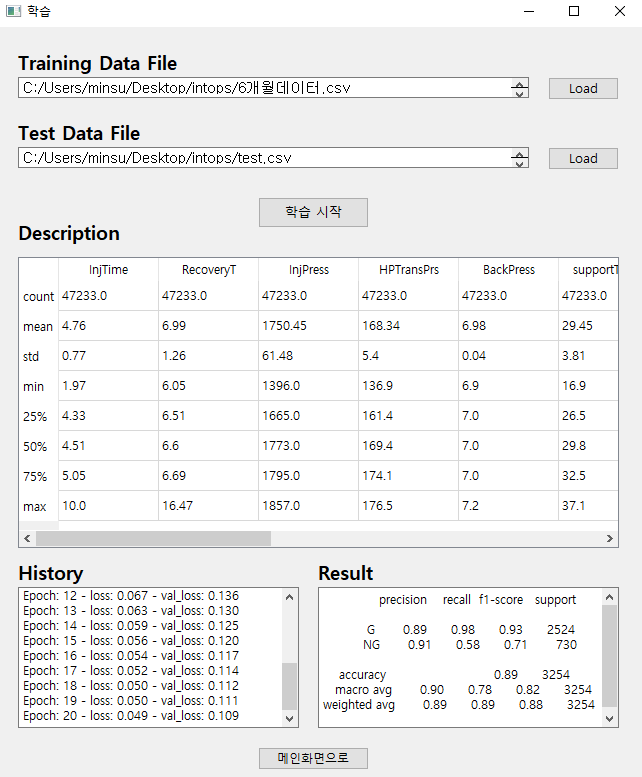 학습
Training Data File
C:/Users/minsu/Desktop/intops/6개월데이터.csv
Load
Test Data File
C:/Users/minsu/Desktop/intops/test.csv
Load
학습 시작
Description
InjTime RecoveryT InjPress HPTransPrs BackPress supportT
count 47233.0 47233.0 47233.0 47233.0 47233.0 47233.0
mean 4.76 6.99 1750.45 168.34 6.98 29.45
std 0.77 1.26 61.48 5.4 0.04 3.81
min 1.97 6.05 1396.0 136.9 6.9 16.9
25% 4.33 6.51 1665.0 161.4 7.0 26.5
50% 4.51 6.6 1773.0 169.4 7.0 29.8
75% 5.05 6.69 1795.0 174.1 7.0 32.5
max 10.0 16.47 1857.0 176.5 7.2 37.1
History
Epoch: 12 - loss: 0.067 - val_loss: 0.136
Epoch: 13 - loss: 0.063 - val_loss: 0.130
Epoch: 14 - loss: 0.059 - val_loss: 0.125
Epoch: 15 - loss: 0.056 - val_loss: 0.120
Epoch: 16 - loss: 0.054 - val_loss: 0.117
Epoch: 17 - loss: 0.052 - val_loss: 0.114
Epoch: 18 - loss: 0.050 - val_loss: 0.112
Epoch: 19 - loss: 0.050 - val_loss: 0.111
Epoch: 20 - loss: 0.049 - val_loss: 0.109
Result
precision recall f1-score support
G 0.89 0.98 0.93 2524
NG 0.91 0.58 0.71 730
accuracy 0.89 3254
macro avg 0.90 0.78 0.82 3254
weighted avg 0.89 0.89 0.88 3254
메인화면으로